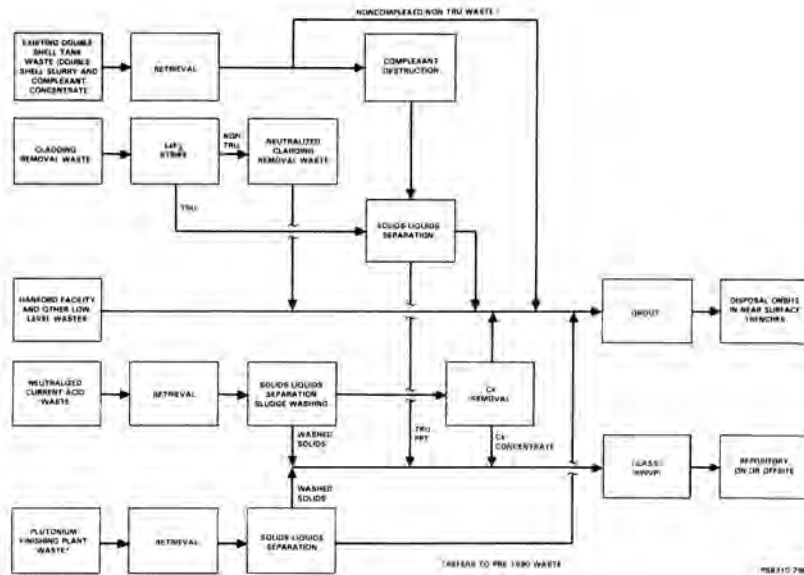 NONCOMPLEXED-NON TRU WASTE
EXISTING DOUBLE
SHELL TANK
WASTE (DOUBLE
SHELL SLURRY AND
COMPLEXANT
CONCENTRATE
RETRIEVAL
COMPLEXANT
DESTRUCTION
CLADDING
REMOVAL WASTE
STRIKE
NON
TRU
NEUTRALIZED
CLADDING
REMOVAL WASTE
TRU
SOLIDS-LIQUIDS
SEPARATION
HANFORD FACILITY
AND OTHER LOW-
LEVEL WASTES
GROUT
DISPOSAL ONSITE
IN NEAR SURFACE
TRENCHES
NEUTRALIZED
CURRENT ACID
WASTE
RETRIEVAL
SOLIDS-LIQUIDS
SEPARATION
SLUDGE WASHING
Cs
REMOVAL
WASHED
SOLIDS
TRU
PPT
Cs
CONCENTRATE
GLASS
(HWVP)
REPOSITORY
ON OR OFFSITE
WASHED
SOLIDS
PLUTONIUM
FINISHING PLANT
WASTE*
RETRIEVAL
SOLIDS-LIQUIDS
SEPARATION
REFERS TO PRE 1990 WASTE